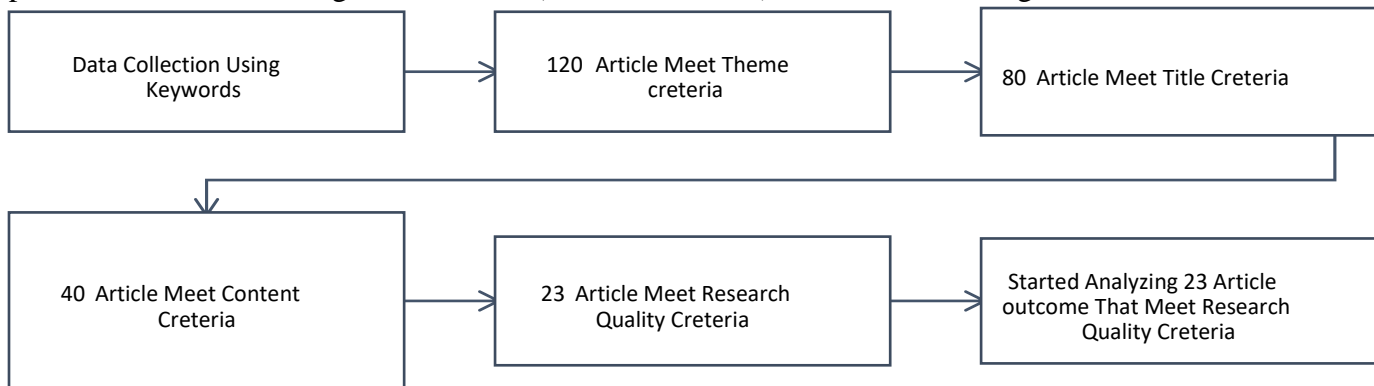 Data Collection Using
Keywords
120 Article Meet Theme
creteria
80 Article Meet Title Creteria
40 Article Meet Content
Creteria
23 Article Meet Research
Quality Creteria
Started Analyzing 23 Article
outcome That Meet Research
Quality Creteria